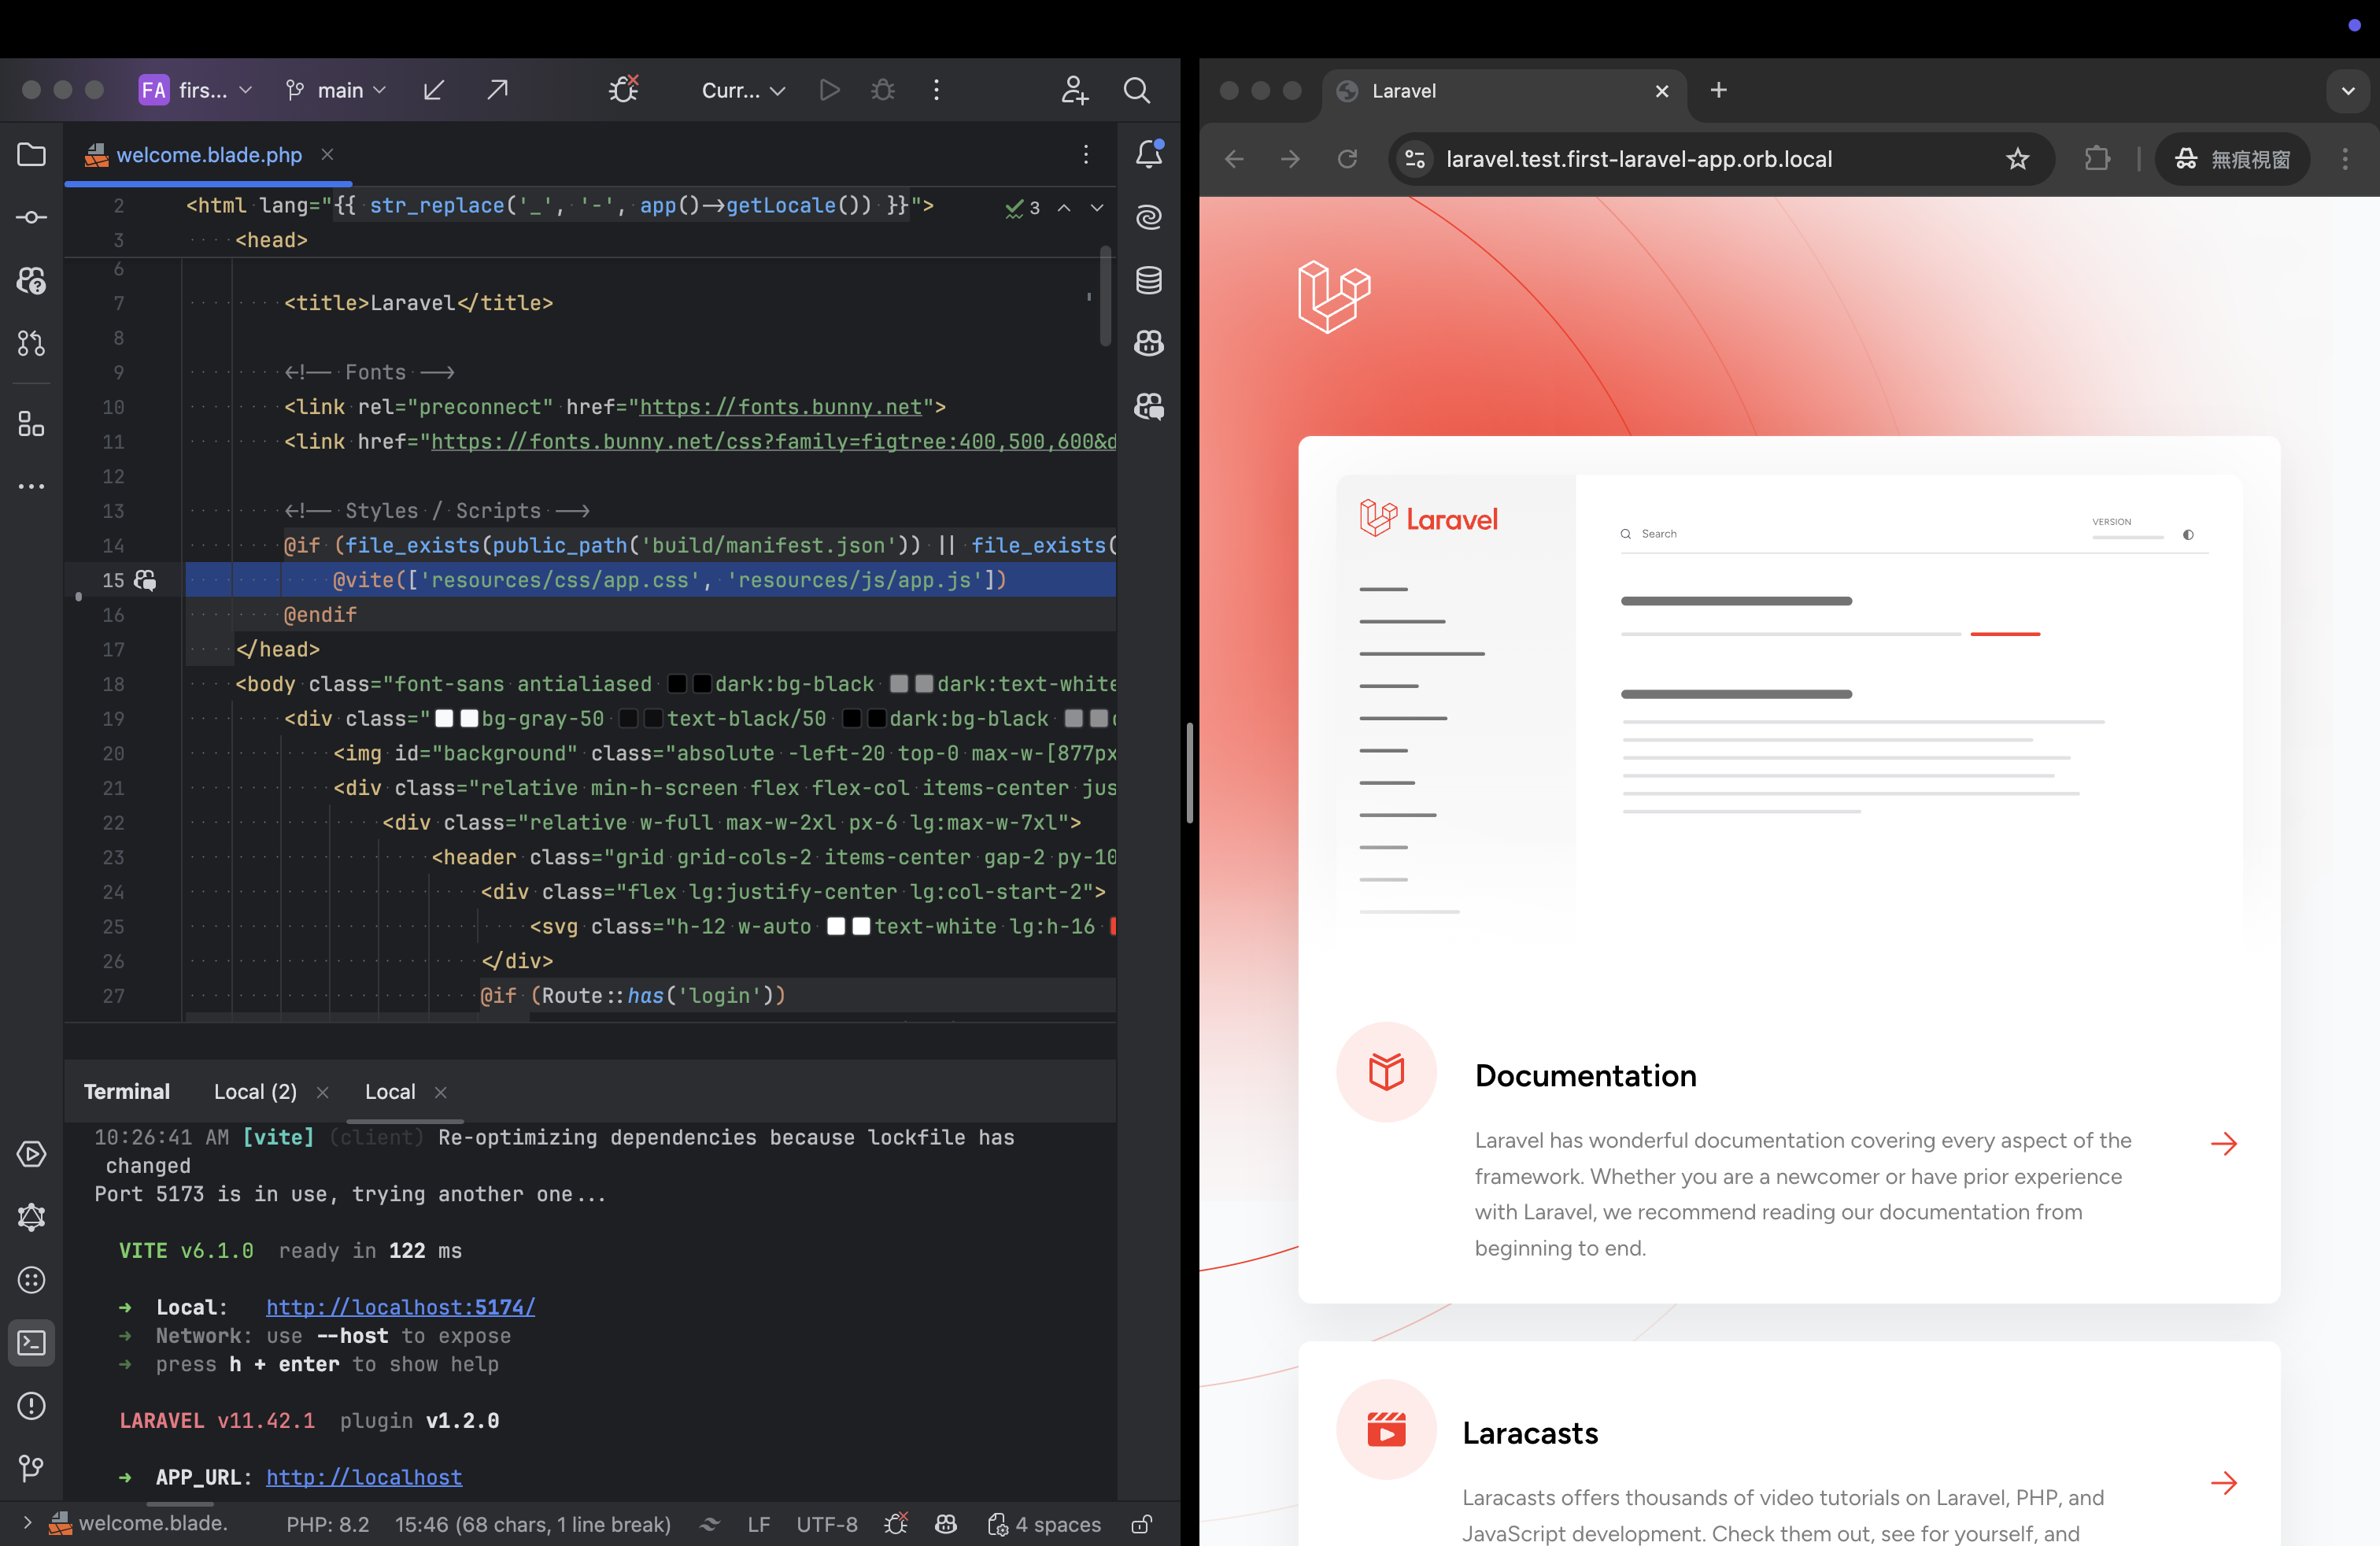 FA firs... main Curr...
welcome.blade.php
2 <html lang="{{ str_replace('_', '-', app()->getLocale()) }}"> 3
3 <head>
6
7 <title>Laravel</title>
8
9 <!-- Fonts -->
10 <link rel="preconnect" href="https://fonts.bunny.net">
11 <link href="https://fonts.bunny.net/css?family=figtree:400,500,600&d
12
13 <!-- Styles / Scripts -->
14 @if (file_exists(public_path('build/manifest.json')) || file_exists(
15 @vite(['resources/css/app.css', 'resources/js/app.js'])
16 @endif
17 </head>
18 <body class="font-sans antialiased dark:bg-black dark:text-white
19 <div class="bg-gray-50 text-black/50 dark:bg-black
20 <img id="background" class="absolute -left-20 top-0 max-w-[877px
21 <div class="relative min-h-screen flex flex-col items-center jus
22 <div class="relative w-full max-w-2xl px-6 lg:max-w-7xl">
23 <header class="grid grid-cols-2 items-center gap-2 py-10
24 <div class="flex lg:justify-center lg:col-start-2">
25 <svg class="h-12 w-auto text-white lg:h-16
26 </div>
27 @if (Route::has('login'))
Terminal Local (2) Local
10:26:41 AM [vite] (client) Re-optimizing dependencies because lockfile has
changed
Port 5173 is in use, trying another one...
VITE v6.1.0 ready in 122 ms
➜ Local: http://localhost:5174/
➜ Network: use --host to expose
➜ press h + enter to show help
LARAVEL v11.42.1 plugin v1.2.0
➜ APP_URL: http://localhost
welcome.blade. PHP: 8.2 15:46 (68 chars, 1 line break) LF UTF-8 4 spaces
Laravel
laravel.test.first-laravel-app.orb.local 無痕視窗
Laravel
Search
VERSION
Documentation
Laravel has wonderful documentation covering every aspect of the
framework. Whether you are a newcomer or have prior experience
with Laravel, we recommend reading our documentation from
beginning to end.
Laracasts
Laracasts offers thousands of video tutorials on Laravel, PHP, and
JavaScript development. Check them out, see for yourself, and